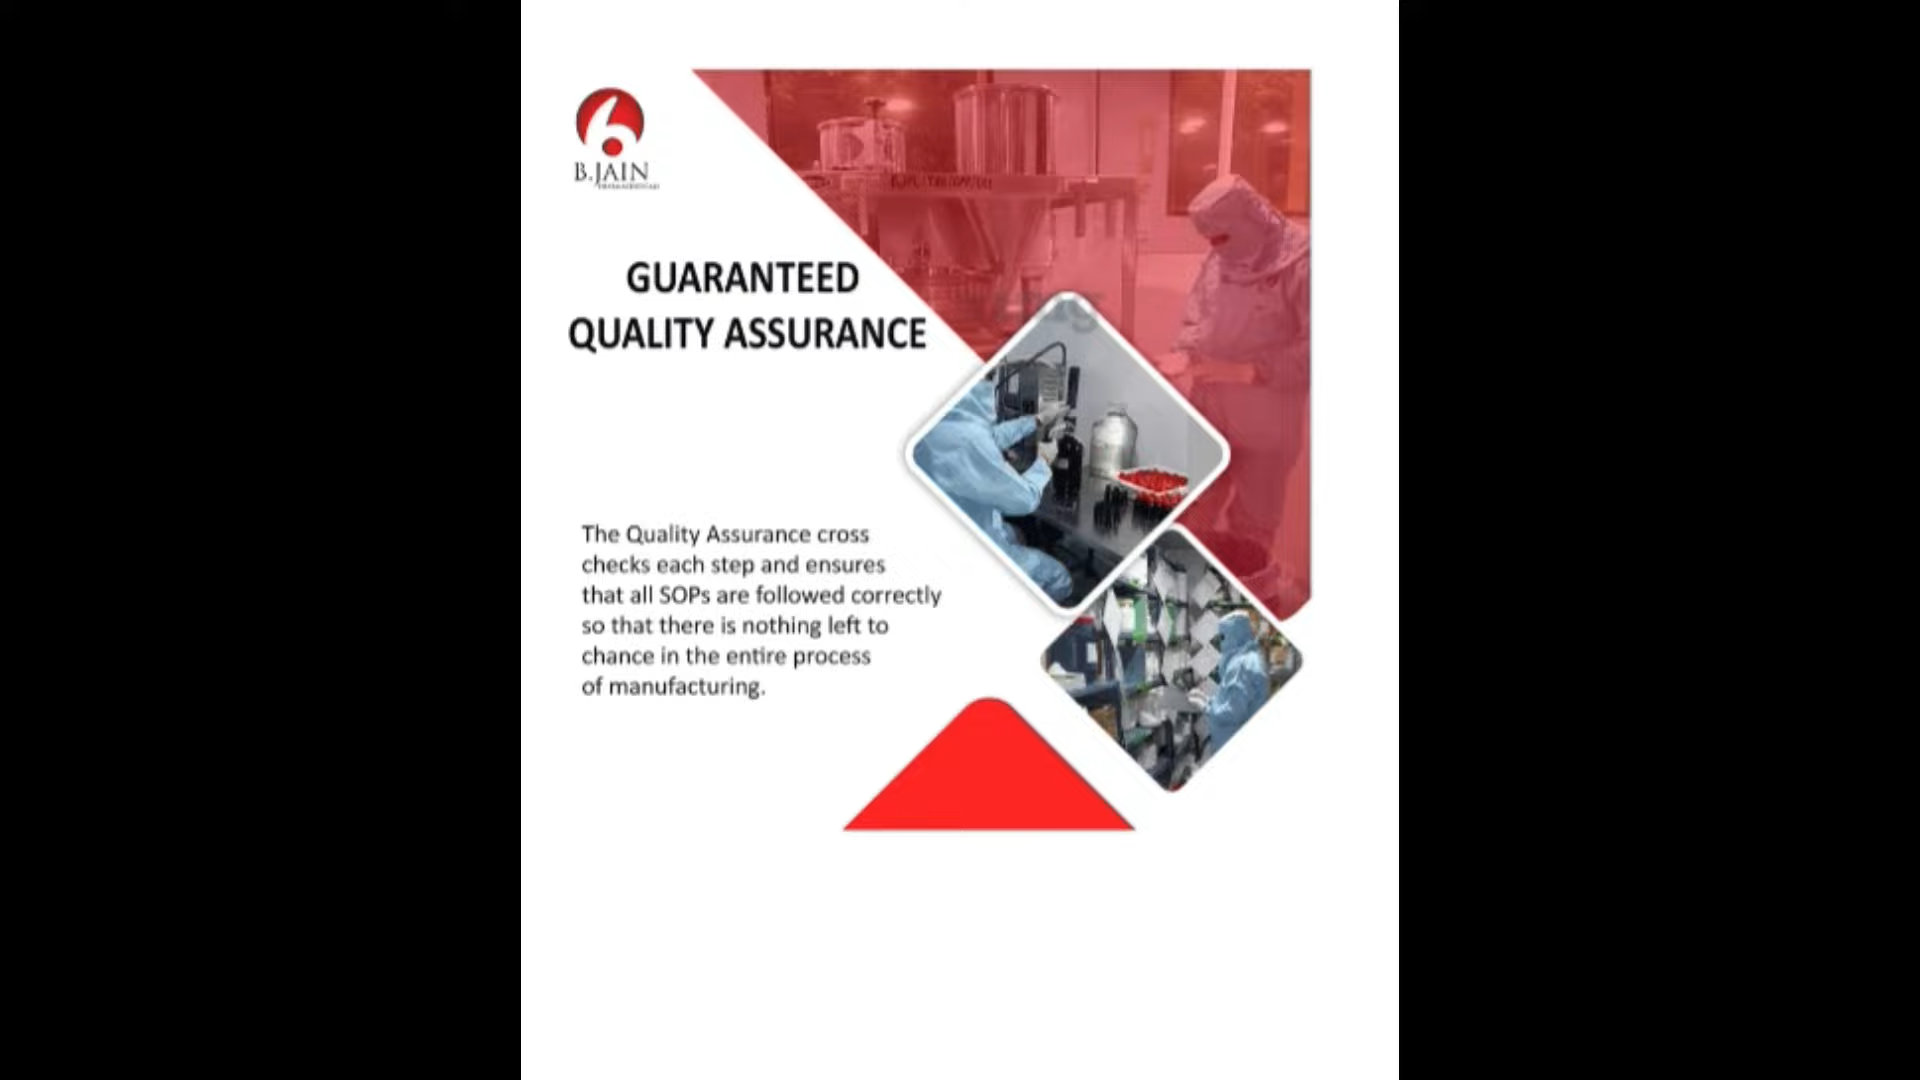 B.JAIN
PHARMACEUTICALS
GUARANTEED
QUALITY ASSURANCE
The Quality Assurance cross
checks each step and ensures
that all SOPs are followed correctly
so that there is nothing left to
chance in the entire process
of manufacturing.